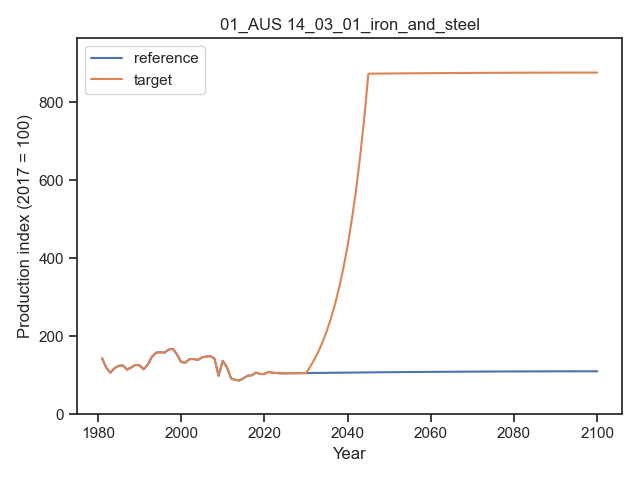 01_AUS 14_03_01_iron_and_steel
reference
target
Production index (2017 = 100)
800
600
400
200
0
1980
2000
2020
2040
2060
2080
2100
Year